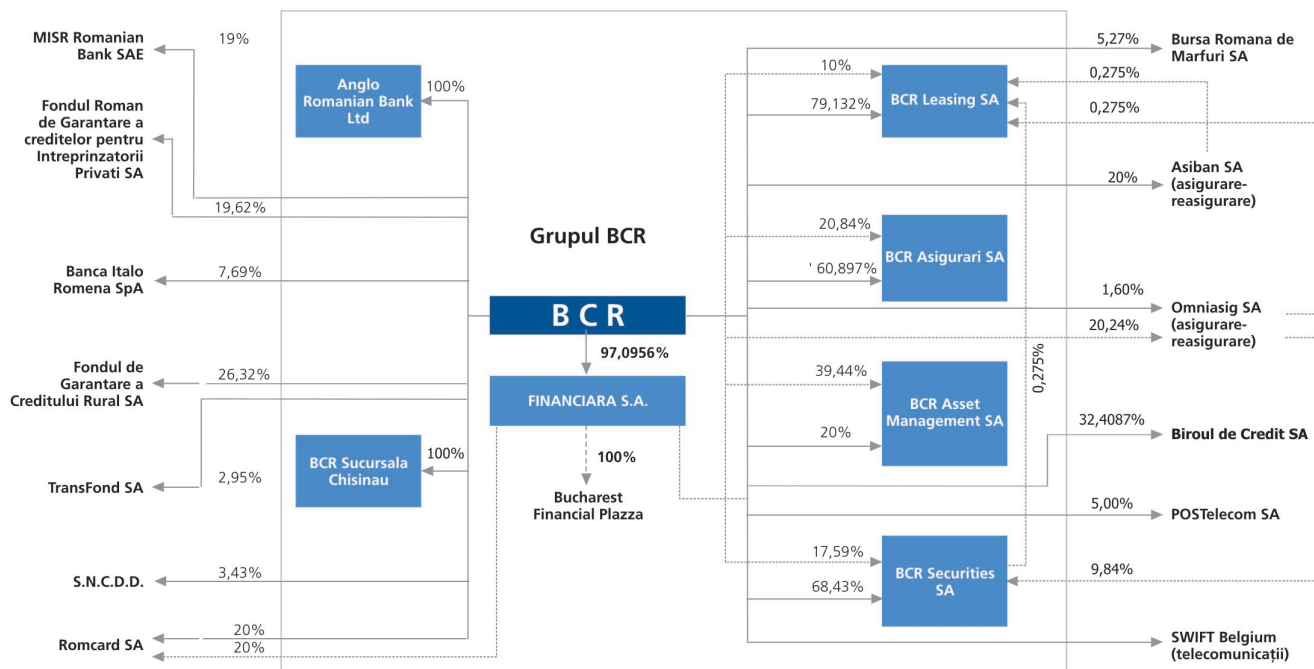 MISR Romanian
Bank SAE
19%
Fondul Roman
de Garantare a
creditelor pentru
Intreprinzatorii
Privati SA
19,62%
Banca Italo
Romena SpA
7,69%
Fondul de
Garantare a
Creditului Rural SA
26,32%
TransFond SA
2,95%
S.N.C.D.D.
3,43%
Romcard SA
20%
20%
Anglo
Romanian Bank
Ltd
100%
BCR Sucursala
Chisinau
100%
Grupul BCR
BCR
97,0956%
FINANCIARA S.A.
100%
Bucharest
Financial Plazza
10%
79,132%
BCR Leasing SA
20,84%
' 60,897%
BCR Asigurari SA
39,44%
20%
BCR Asset
Management SA
17,59%
68,43%
BCR Securities
SA
0,275%
5,27%
Bursa Romana de
Marfuri SA
0,275%
0,275%
20%
Asiban SA
(asigurare-
reasigurare)
1,60%
20,24%
Omniasig SA
(asigurare-
reasigurare)
32,4087%
Biroul de Credit SA
5,00%
POSTelecom SA
9,84%
SWIFT Belgium
(telecomunicații)